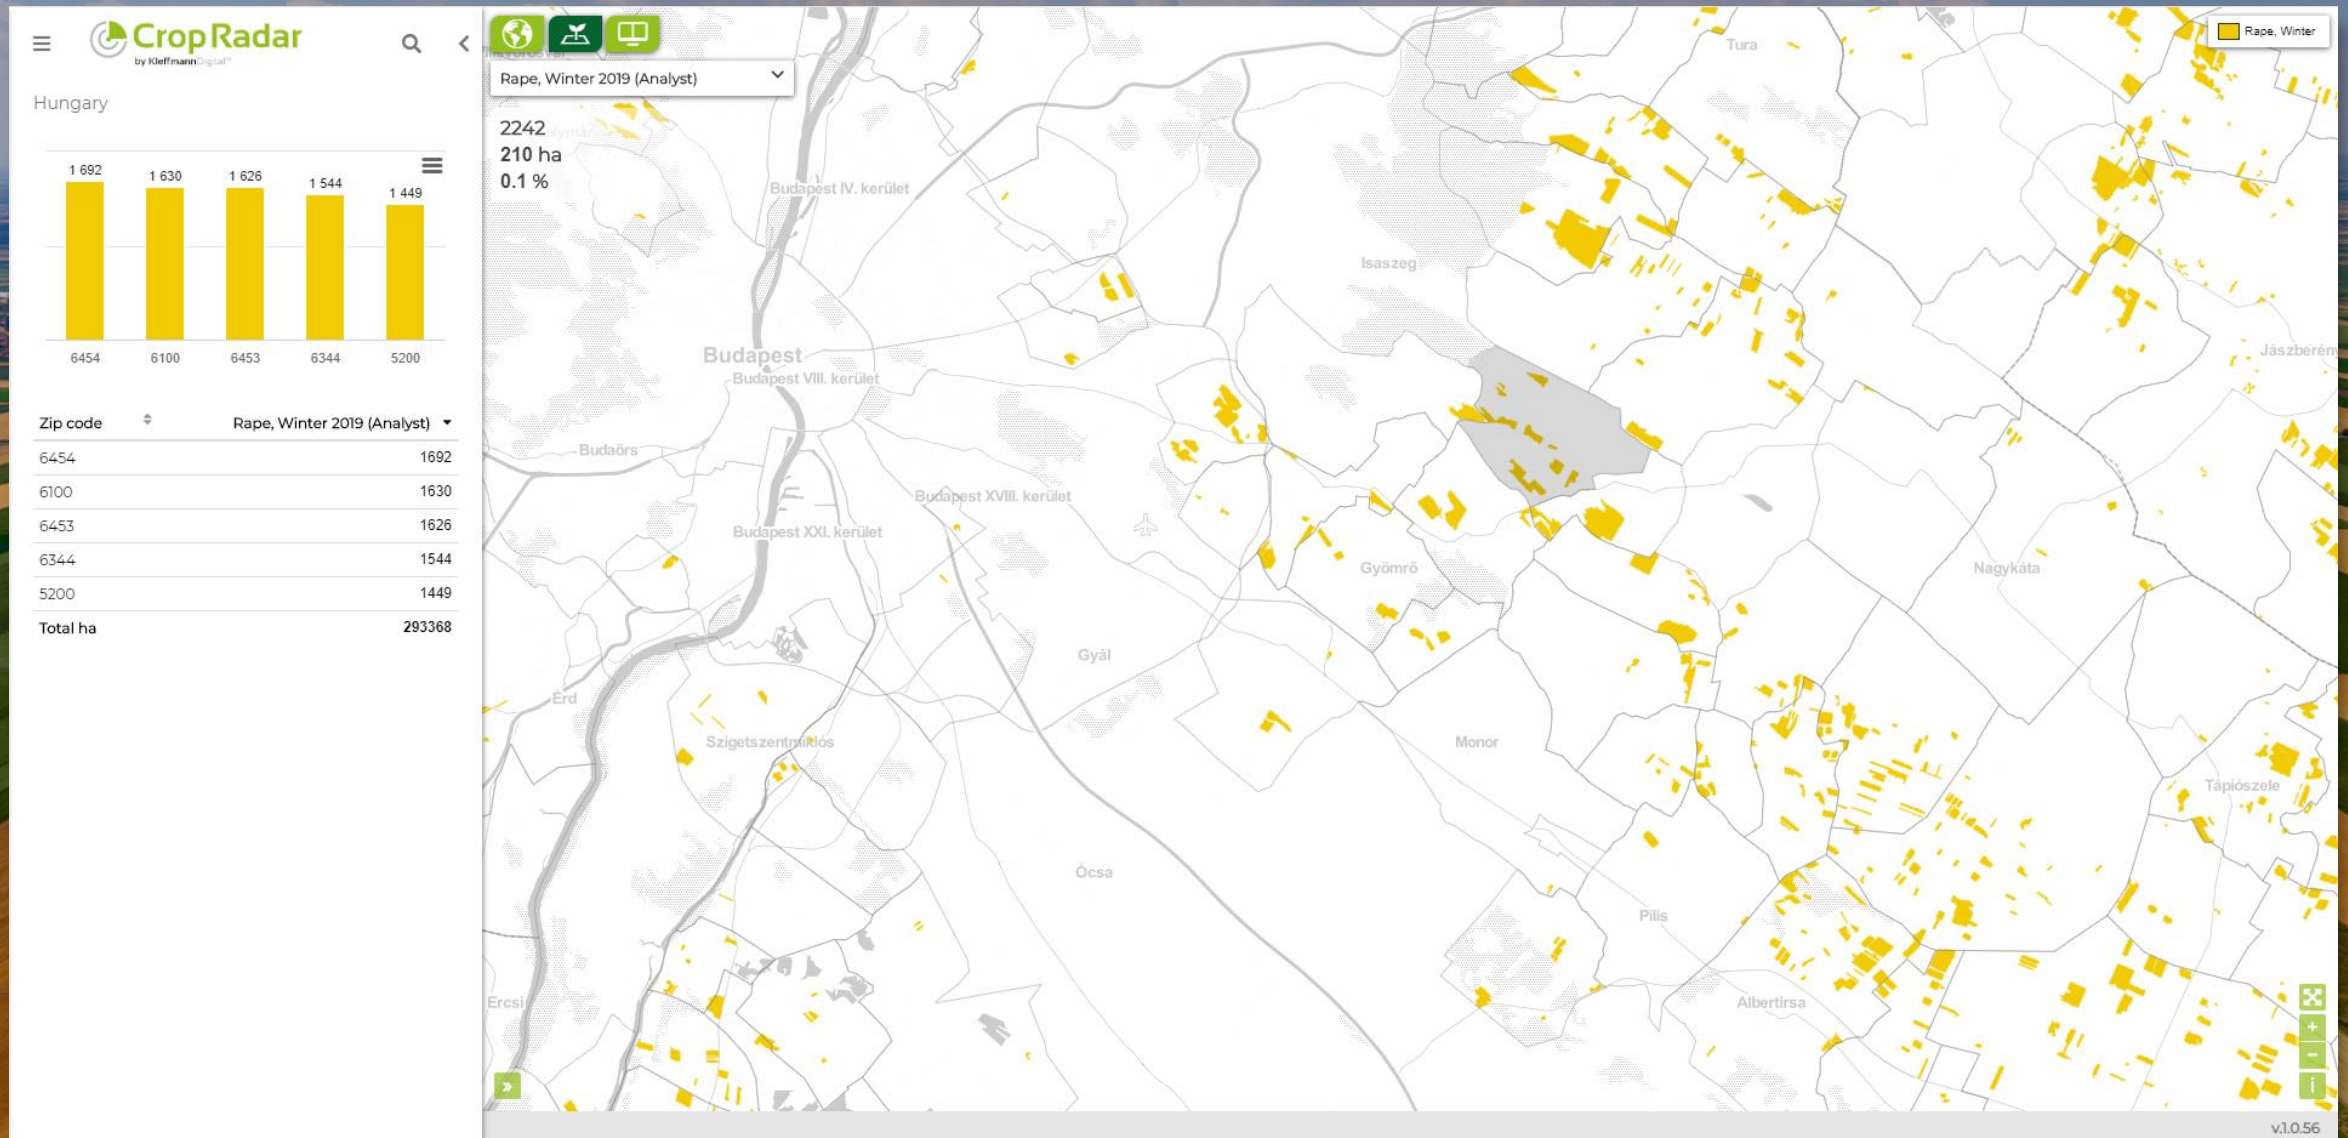 CropRadar
by KleffmannDigital™
Hungary
1 692
1 630
1 626
1 544
1 449
6454
6100
6453
6344
5200
Zip code Rape, Winter 2019 (Analyst)
6454 1692
6100 1630
6453 1626
6344 1544
5200 1449
Total ha 293368
Rape, Winter 2019 (Analyst)
2242
210 ha
0.1 %
Rape, Winter
Tura
Budapest IV. kerület
Isaszeg
Budapest
Budapest VIII. kerület
Jászberény
Budaörs
Budapest XVIII. kerület
Budapest XXI. kerület
Gyömrő
Nagykáta
Gyál
Érd
Szigetszentmiklós
Monor
Tápiószele
Ócsa
Pilis
Ercsi
Albertirsa
v.1.0.56